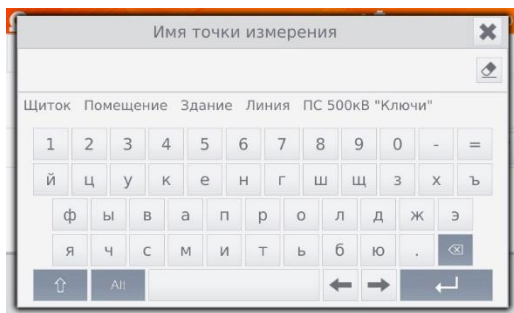 Имя точки измерения
Щиток Помещение Здание Линия ПС 500кВ "Ключи"
1 2 3 4 5 6 7 8 9 0 - =
й ц у к е н г ш щ з х ъ
ф ы в а п р о л д ж э
я ч с м и т ь б ю .
Alt